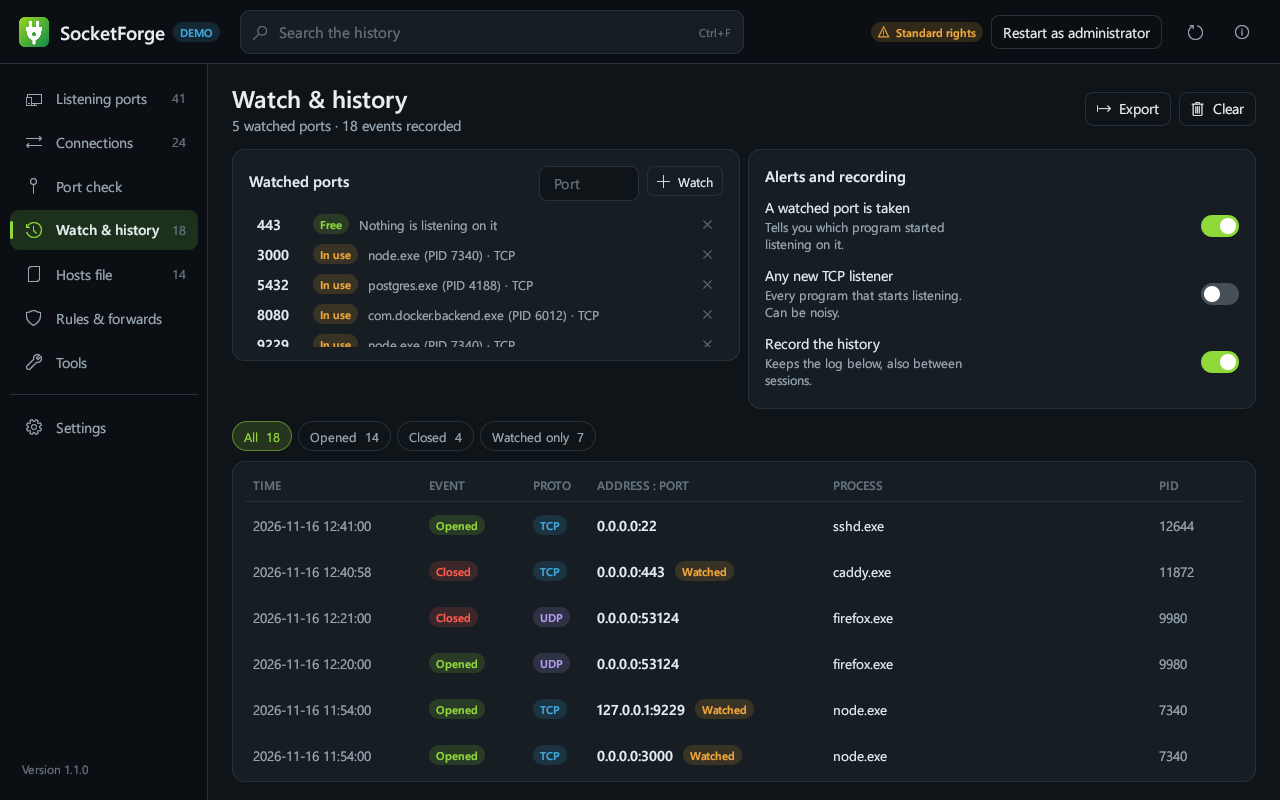 SocketForge DEMO
Search the history Ctrl+F
Standard rights
Restart as administrator
Listening ports 41
Connections 24
Port check
Watch & history 18
Hosts file 14
Rules & forwards
Tools
Settings
Version 1.1.0
Watch & history
5 watched ports · 18 events recorded
Export
Clear
Watched ports
Port
Watch
443 Free Nothing is listening on it
3000 In use node.exe (PID 7340) · TCP
5432 In use postgres.exe (PID 4188) · TCP
8080 In use com.docker.backend.exe (PID 6012) · TCP
9229 In use node.exe (PID 7340) · TCP
Alerts and recording
A watched port is taken
Tells you which program started
listening on it.
Any new TCP listener
Every program that starts listening.
Can be noisy.
Record the history
Keeps the log below, also between
sessions.
All 18
Opened 14
Closed 4
Watched only 7
TIME EVENT PROTO ADDRESS : PORT PROCESS PID
2026-11-16 12:41:00 Opened TCP 0.0.0.0:22 sshd.exe 12644
2026-11-16 12:40:58 Closed TCP 0.0.0.0:443 Watched caddy.exe 11872
2026-11-16 12:21:00 Closed UDP 0.0.0.0:53124 firefox.exe 9980
2026-11-16 12:20:00 Opened UDP 0.0.0.0:53124 firefox.exe 9980
2026-11-16 11:54:00 Opened TCP 127.0.0.1:9229 Watched node.exe 7340
2026-11-16 11:54:00 Opened TCP 0.0.0.0:3000 Watched node.exe 7340